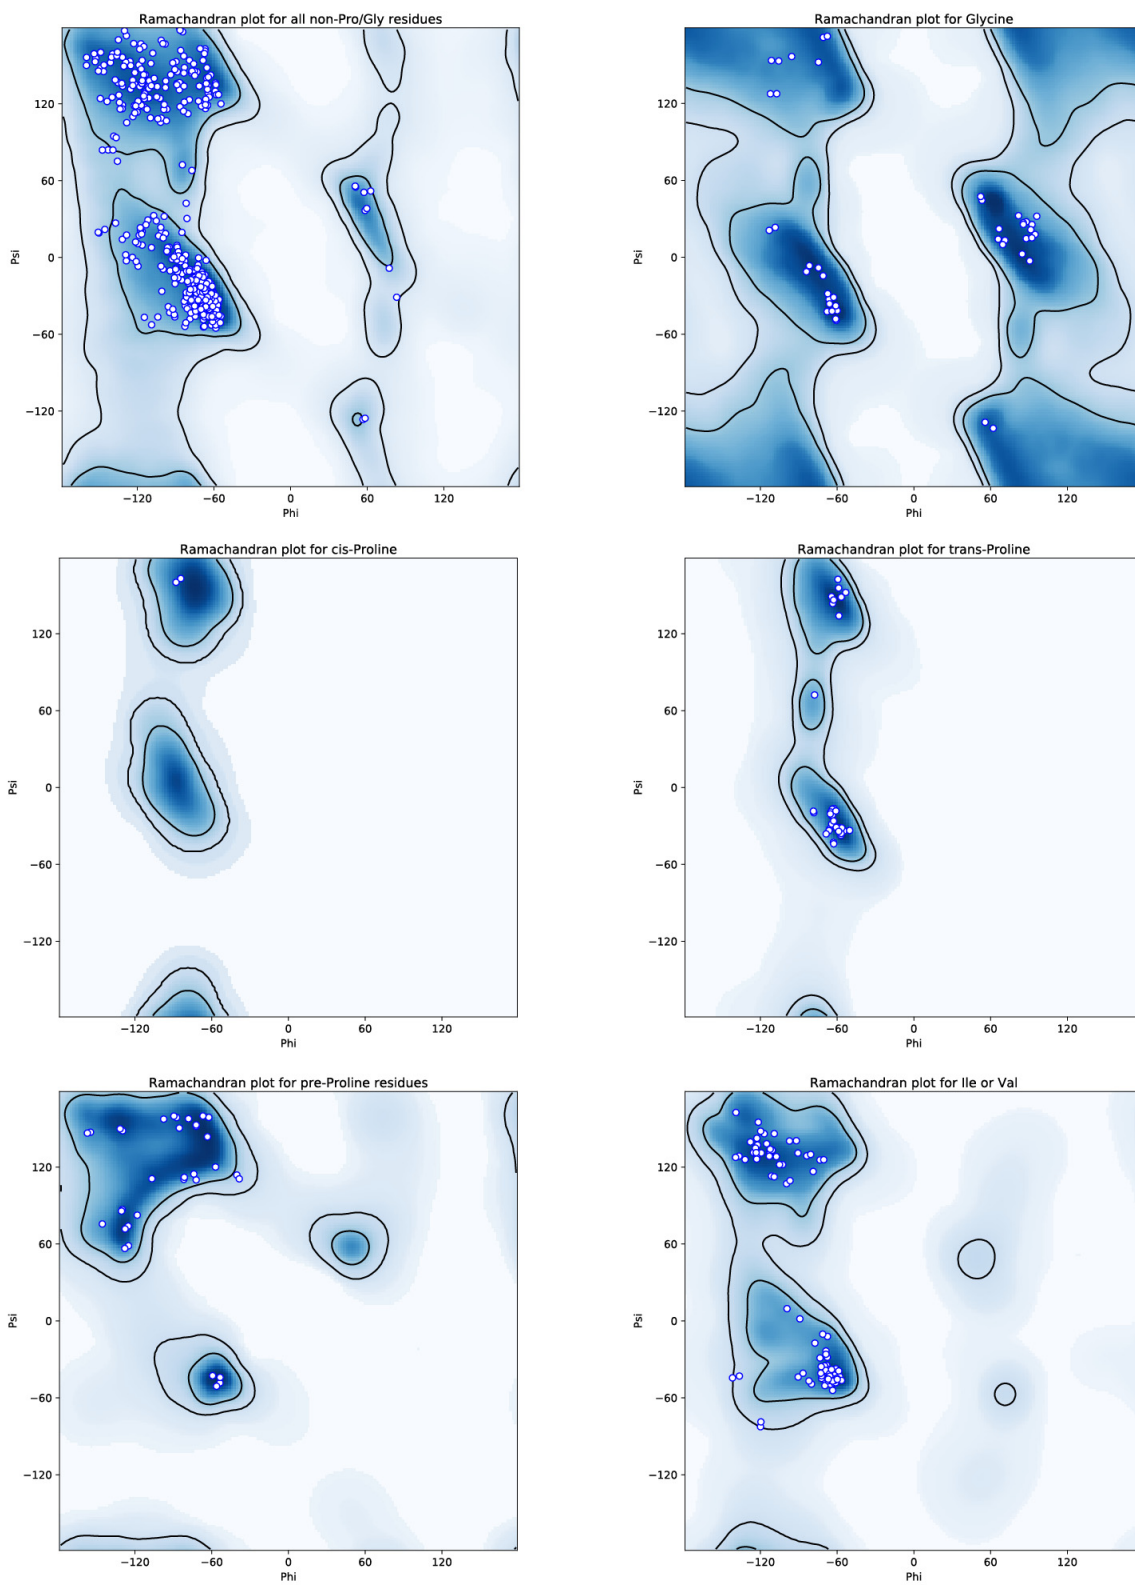 Ramachandran plot for all non-Pro/Gly residues
120
60
0
−60
−120
Psi
−120 −60 0 60 120
Phi
Ramachandran plot for Glycine
120
60
0
−60
−120
Psi
−120 −60 0 60 120
Phi
Ramachandran plot for cis-Proline
120
60
0
−60
−120
Psi
−120 −60 0 60 120
Phi
Ramachandran plot for trans-Proline
120
60
0
−60
−120
Psi
−120 −60 0 60 120
Phi
Ramachandran plot for pre-Proline residues
120
60
0
−60
−120
Psi
−120 −60 0 60 120
Phi
Ramachandran plot for Ile or Val
120
60
0
−60
−120
Psi
−120 −60 0 60 120
Phi